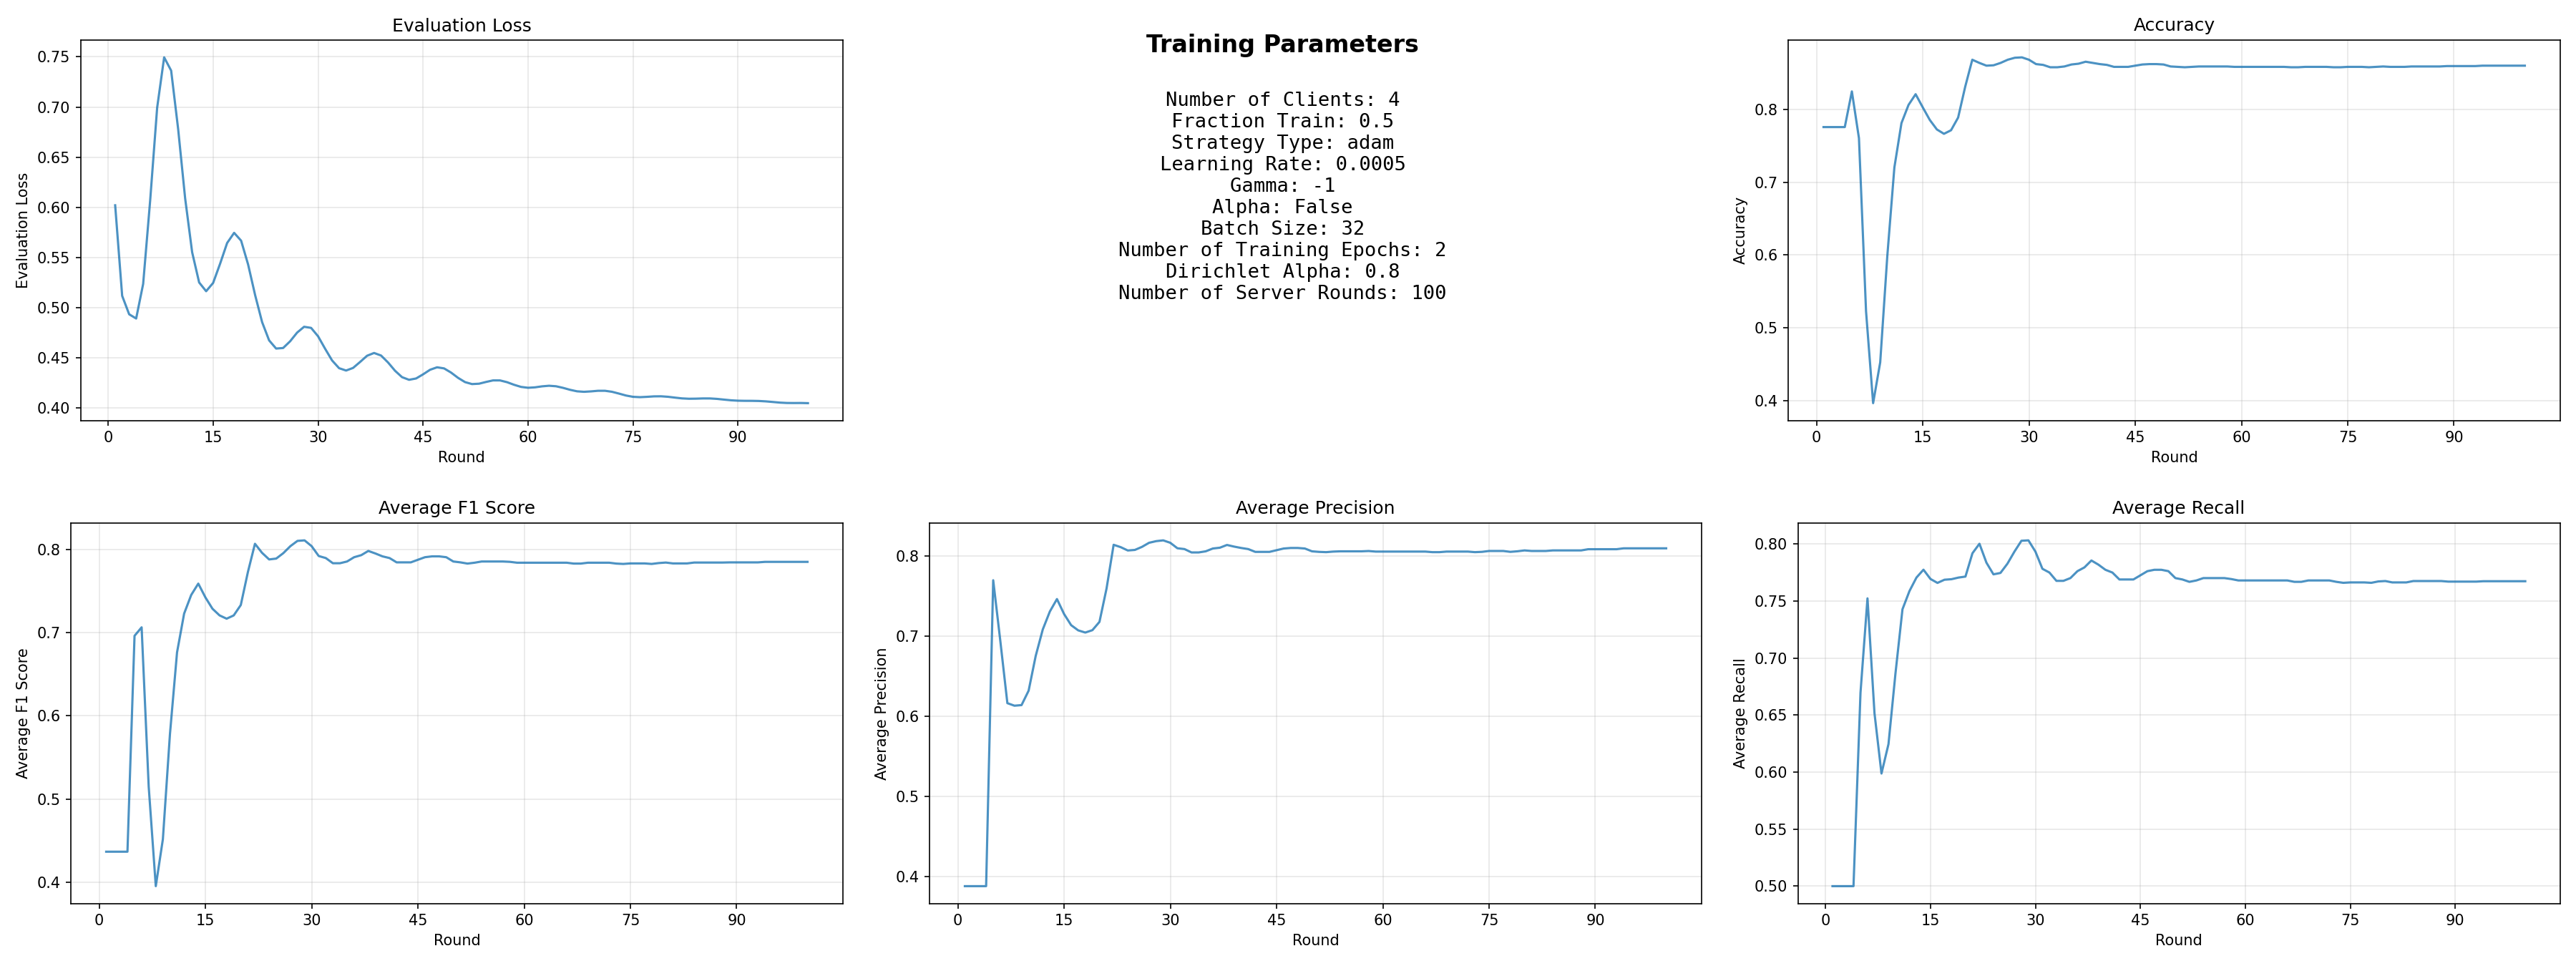 Evaluation Loss
0.75
0.70
0.65
0.60
0.55
0.50
0.45
0.40
Evaluation Loss
0
15
30
45
60
75
90
Round
Training Parameters
Number of Clients: 4
Fraction Train: 0.5
Strategy Type: adam
Learning Rate: 0.0005
Gamma: -1
Alpha: False
Batch Size: 32
Number of Training Epochs: 2
Dirichlet Alpha: 0.8
Number of Server Rounds: 100
Accuracy
0.8
0.7
0.6
0.5
0.4
Accuracy
0
15
30
45
60
75
90
Round
Average F1 Score
0.8
0.7
0.6
0.5
0.4
Average F1 Score
0
15
30
45
60
75
90
Round
Average Precision
0.8
0.7
0.6
0.5
0.4
Average Precision
0
15
30
45
60
75
90
Round
Average Recall
0.80
0.75
0.70
0.65
0.60
0.55
0.50
Average Recall
0
15
30
45
60
75
90
Round